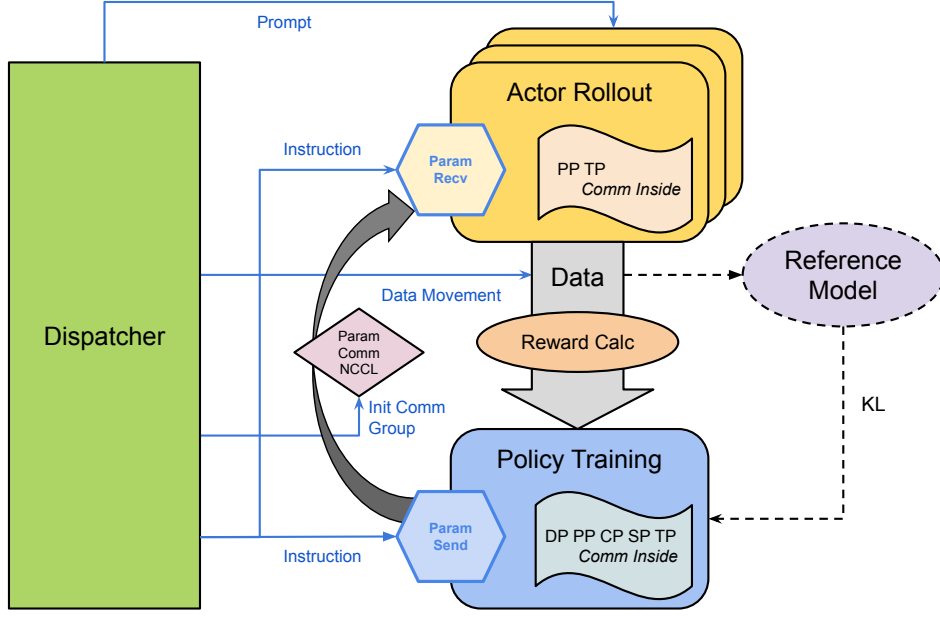 Prompt
Actor Rollout
Instruction
Param
Recv
PP TP
Comm Inside
Data Movement
Data
Reference
Model
Dispatcher
Param
Comm
NCCL
Reward Calc
Init Comm
Group
KL
Policy Training
Param
Send
DP PP CP SP TP
Comm Inside
Instruction